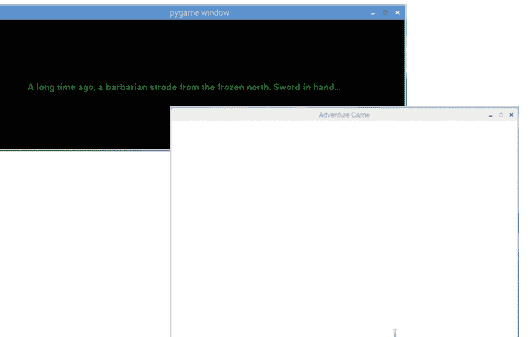 pygame window
A long time ago, a barbarian strode from the frozen north. Sword in hand...
Adventure Game